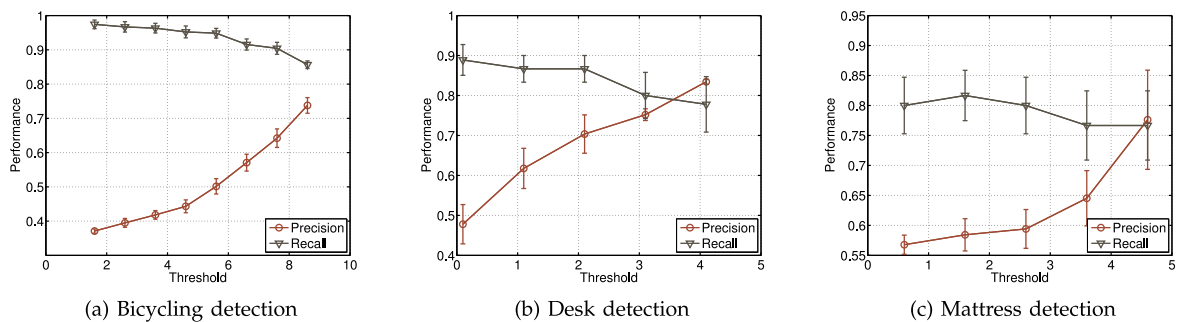 1
0.9
0.8
0.7
0.6
0.5
0.4
Performance
0 2 4 6 8 10
Threshold
Precision
Recall
(a) Bicycling detection
1
0.9
0.8
0.7
0.6
0.5
0.4
Performance
0 1 2 3 4 5
Threshold
Precision
Recall
(b) Desk detection
0.95
0.9
0.85
0.8
0.75
0.7
0.65
0.6
0.55
Performance
0 1 2 3 4 5
Threshold
Precision
Recall
(c) Mattress detection